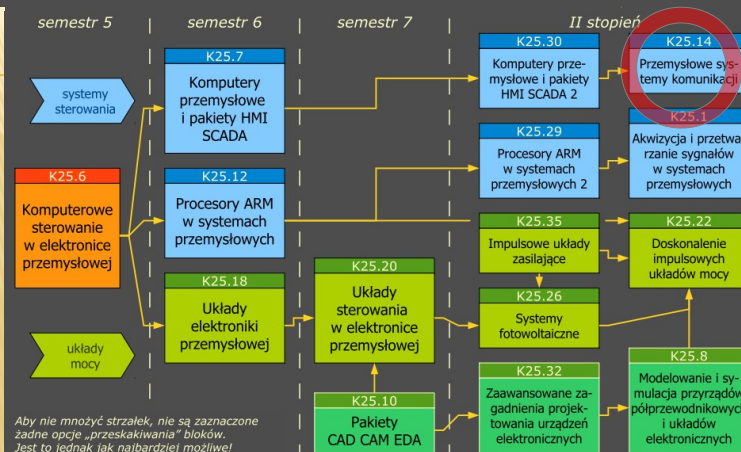 semestr 5
semestr 6
semestr 7
II stopień
systemy
sterowania
K25.6
Komputerowe
sterowanie
w elektronice
przemysłowej
układy
mocy
K25.7
Komputery
przemysłowe
i pakiety HMI
SCADA
K25.12
Procesory ARM
w systemach
przemysłowych
K25.18
Układy
elektroniki
przemysłowej
K25.20
Układy
sterowania
w elektronice
przemysłowej
K25.10
Pakiety
CAD CAM EDA
K25.30
Komputery prze-
mysłowe i pakiety
HMI SCADA 2
K25.14
Przemysłowe sys-
temy komunikacji
K25.29
Procesory ARM
w systemach
przemysłowych 2
K25.1
Akwizycja i przetwa-
rzanie sygnałów
w systemach
przemysłowych
K25.35
Impulsowe układy
zasilające
K25.22
Doskonalenie
impulsowych
układów mocy
K25.26
Systemy
fotowoltaiczne
K25.32
Zaawansowane za-
gadnienia projek-
towania urządzeń
elektronicznych
K25.8
Modelowanie i sy-
mulacja przyrządów
półprzewodnikowych
i układów
elektronicznych
Aby nie mnożyć strzałek, nie są zaznaczone
żadne opcje „przeskakiwania” bloków.
Jest to jednak jak najbardziej możliwe!